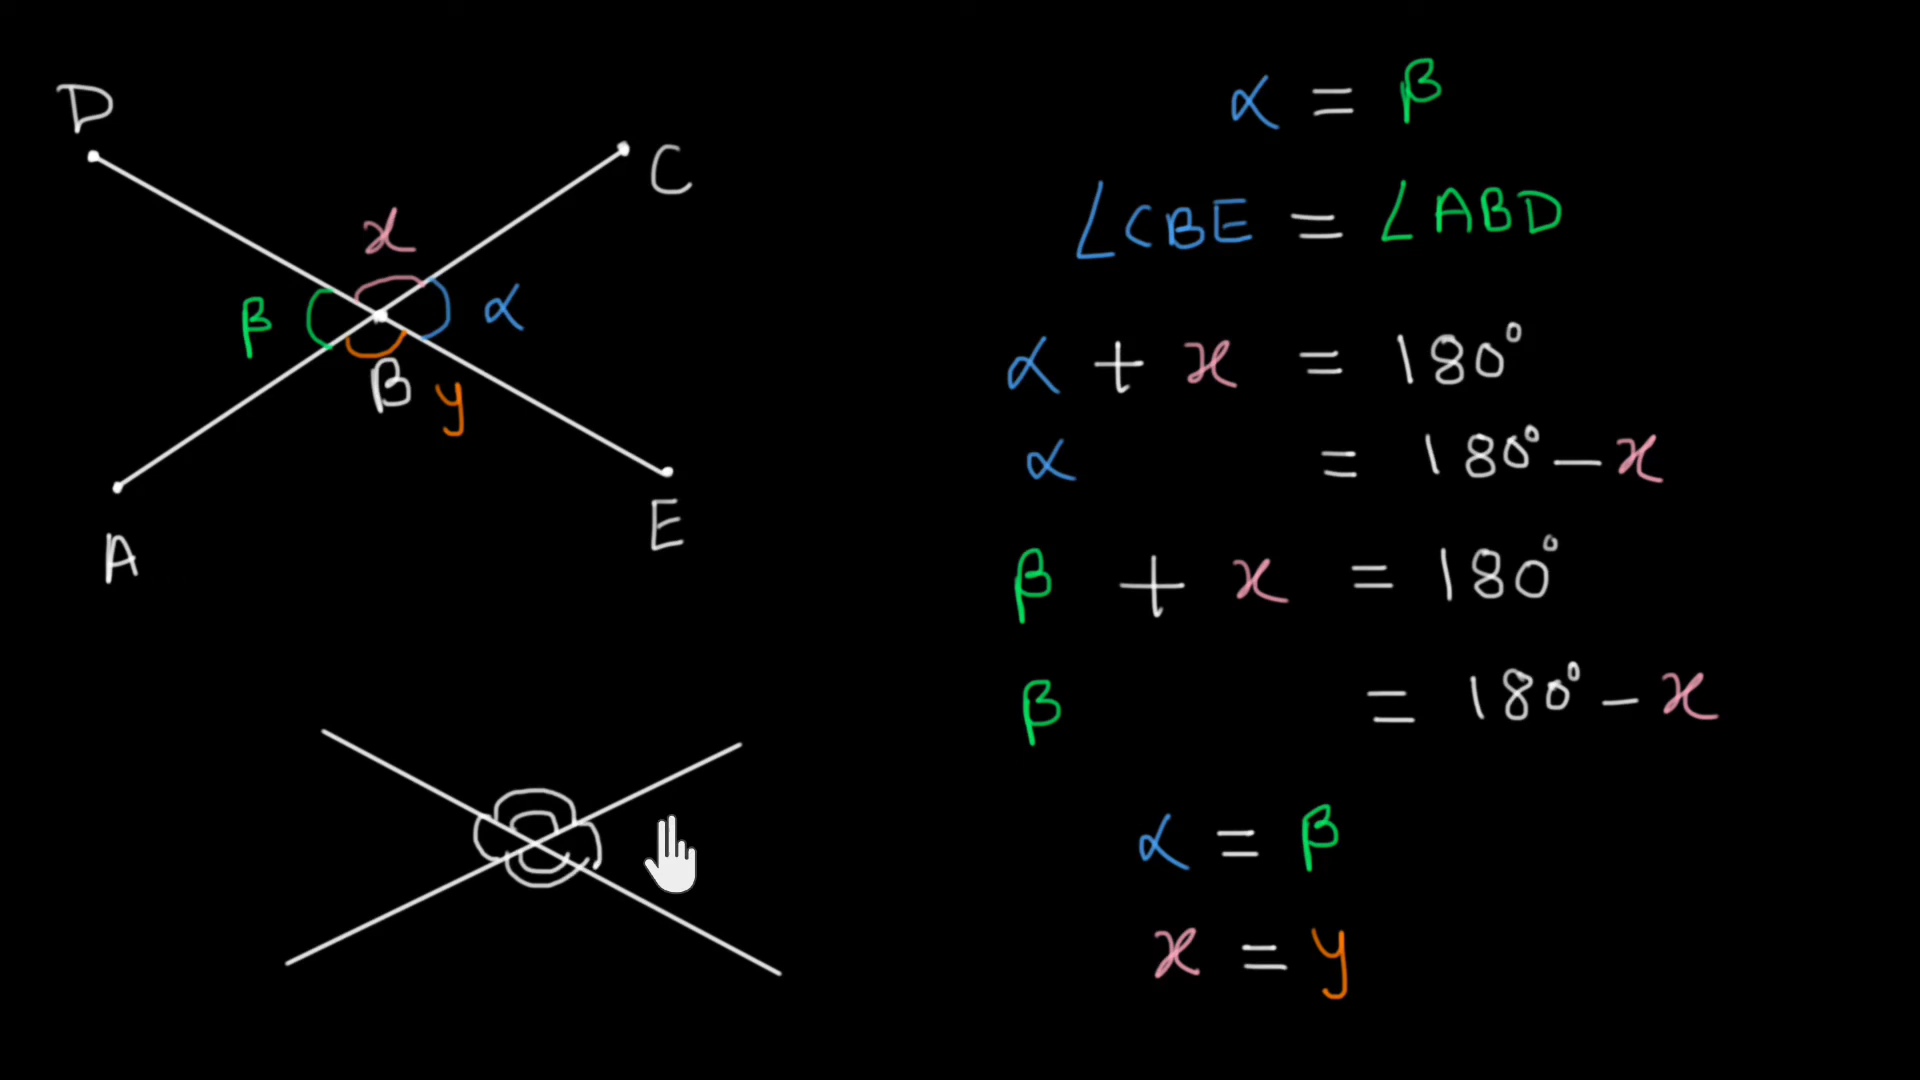 D
C
x
β
α
B
y
A
E
α = β
∠CBE = ∠ABD
α + x = 180°
α = 180° - x
β + x = 180°
β = 180° - x
α = β
x = y